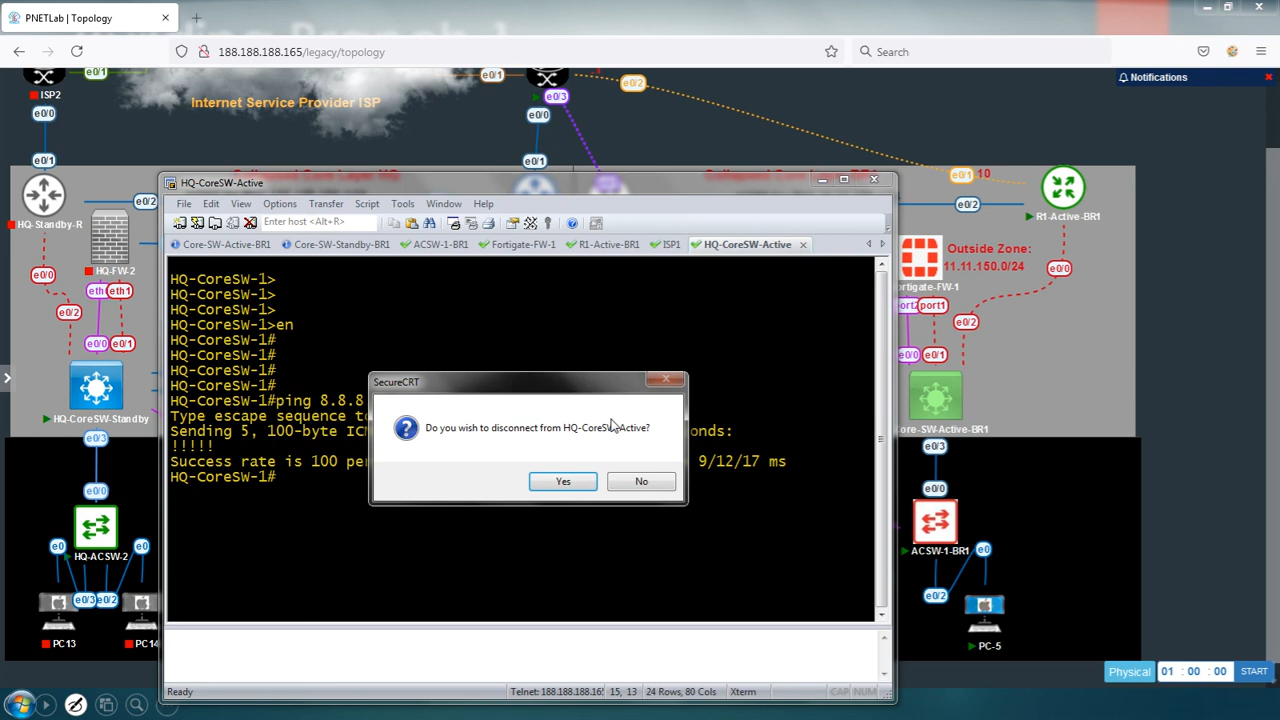 PNETLab | Topology
188.188.188.165/legacy/topology
Search
Notifications
e0/1
e0/1
e0/2
ISP2
Internet Service Provider ISP
e0/3
e0/0
e0/0
e0/1
e0/1
e0/1 10
e0/2
e0/2
HQ-Standby-R
R1-Active-BR1
HQ-CoreSW-Active
File Edit View Options Transfer Script Tools Window Help
Enter host <Alt+R>
Core-SW-Active-BR1 Core-SW-Standby-BR1 ACSW-1-BR1 Fortigate-FW-1 R1-Active-BR1 ISP1 HQ-CoreSW-Active
HQ-CoreSW-1>
HQ-CoreSW-1>
HQ-CoreSW-1>
HQ-CoreSW-1>en
HQ-CoreSW-1#
HQ-CoreSW-1#
HQ-CoreSW-1#
HQ-CoreSW-1#
HQ-CoreSW-1#ping 8.8.8
Type escape sequence to
Sending 5, 100-byte ICM onds:
!!!!!
Success rate is 100 per 9/12/17 ms
HQ-CoreSW-1#
SecureCRT
Do you wish to disconnect from HQ-CoreSW-Active?
Yes No
Ready Telnet: 188.188.188.16 15, 13 24 Rows, 80 Cols Xterm CAP NUM
Outside Zone:
11.11.150.0/24
e0/0
HQ-FW-2
ortigate-FW-1
e0/0
eth eth1
port2 port1
e0/2
e0/2
e0/0 e0/1
e0/0 e0/1
HQ-CoreSW-Standby
ore-SW-Active-BR1
e0/3
e0/3
e0/0
e0/0
e0
e0
HQ-ACSW-2
ACSW-1-BR1
e0
e0/3 e0/2
e0/2
PC13
PC14
PC-5
Physical 01 : 00 : 00 START